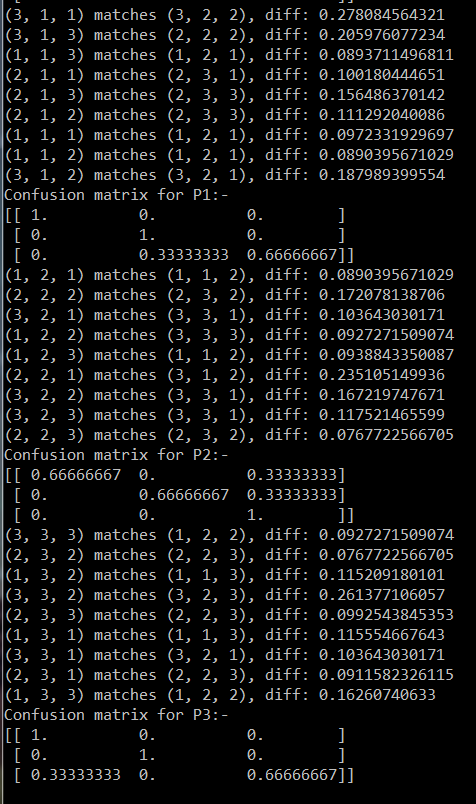 (3, 1, 1) matches (3, 2, 2), diff: 0.278084564321
(3, 1, 3) matches (2, 2, 2), diff: 0.205976077234
(1, 1, 3) matches (1, 2, 1), diff: 0.0893711496811
(2, 1, 1) matches (2, 3, 1), diff: 0.100180444651
(2, 1, 3) matches (2, 3, 3), diff: 0.156486370142
(2, 1, 2) matches (2, 3, 3), diff: 0.111292040086
(1, 1, 1) matches (1, 2, 1), diff: 0.0972331929697
(1, 1, 2) matches (1, 2, 1), diff: 0.0890395671029
(3, 1, 2) matches (3, 2, 1), diff: 0.187989399554
Confusion matrix for P1:-
[[ 1.          0.          0.        ]
 [ 0.          1.          0.        ]
 [ 0.          0.33333333  0.66666667]]
(1, 2, 1) matches (1, 1, 2), diff: 0.0890395671029
(2, 2, 2) matches (2, 3, 2), diff: 0.172078138706
(3, 2, 1) matches (3, 3, 1), diff: 0.103643030171
(1, 2, 2) matches (3, 3, 3), diff: 0.0927271509074
(1, 2, 3) matches (1, 1, 2), diff: 0.0938843350087
(2, 2, 1) matches (3, 1, 2), diff: 0.235105149936
(3, 2, 2) matches (3, 3, 1), diff: 0.167219747671
(3, 2, 3) matches (3, 3, 1), diff: 0.117521465599
(2, 2, 3) matches (2, 3, 2), diff: 0.0767722566705
Confusion matrix for P2:-
[[ 0.66666667  0.          0.33333333]
 [ 0.          0.66666667  0.33333333]
 [ 0.          0.          1.        ]]
(3, 3, 3) matches (1, 2, 2), diff: 0.0927271509074
(2, 3, 2) matches (2, 2, 3), diff: 0.0767722566705
(1, 3, 2) matches (1, 1, 3), diff: 0.115209180101
(3, 3, 2) matches (3, 2, 3), diff: 0.261377106057
(2, 3, 3) matches (2, 2, 3), diff: 0.0992543845353
(1, 3, 1) matches (1, 1, 3), diff: 0.115554667643
(3, 3, 1) matches (3, 2, 1), diff: 0.103643030171
(2, 3, 1) matches (2, 2, 3), diff: 0.0911582326115
(1, 3, 3) matches (1, 2, 2), diff: 0.16260740633
Confusion matrix for P3:-
[[ 1.          0.          0.        ]
 [ 0.          1.          0.        ]
 [ 0.33333333  0.          0.66666667]]